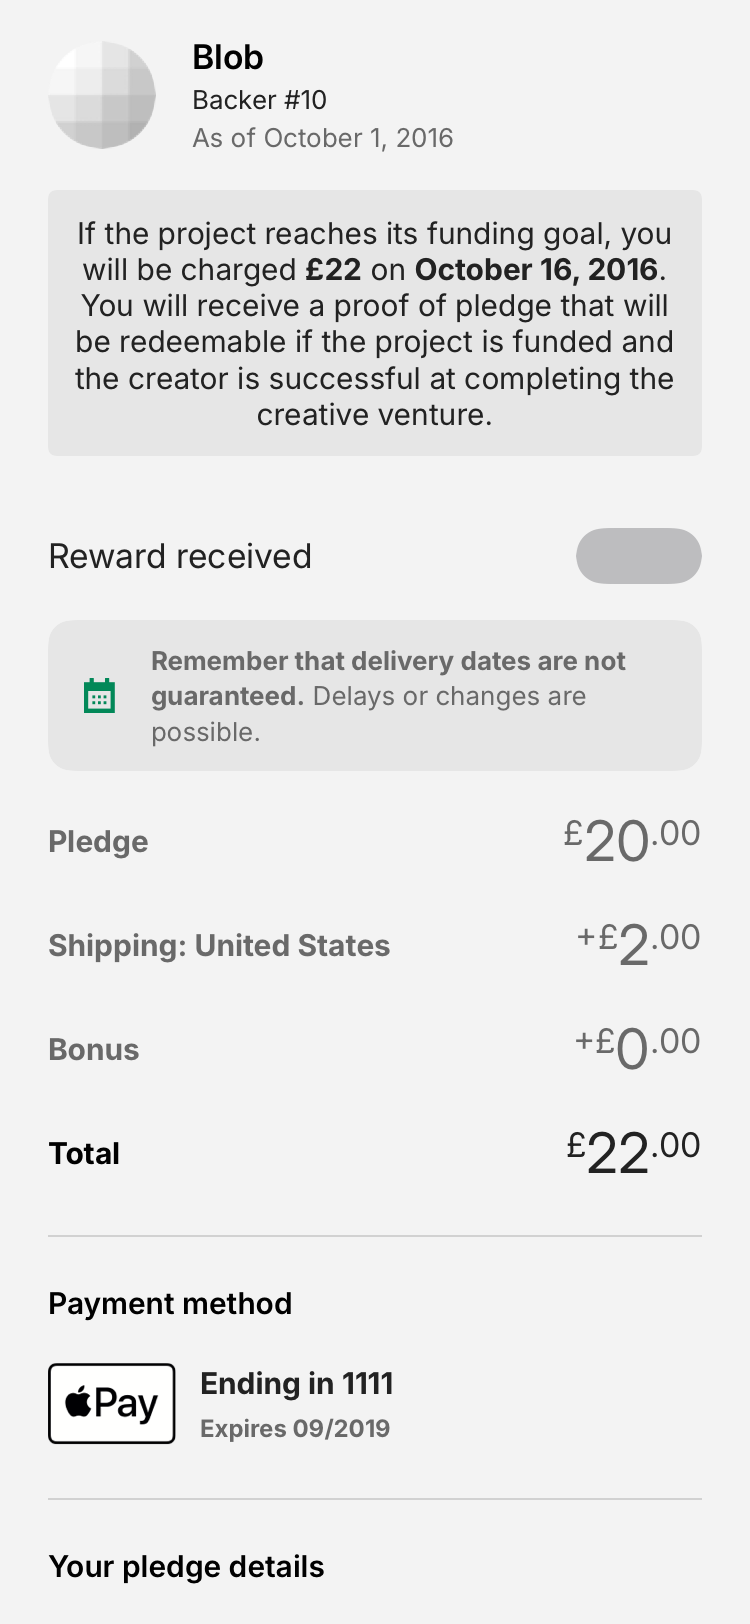 Blob
Backer #10
As of October 1, 2016
If the project reaches its funding goal, you
will be charged £22 on October 16, 2016.
You will receive a proof of pledge that will
be redeemable if the project is funded and
the creator is successful at completing the
creative venture.
Reward received
Remember that delivery dates are not
guaranteed. Delays or changes are
possible.
Pledge £20.00
Shipping: United States +£2.00
Bonus +£0.00
Total £22.00
Payment method
Pay
Ending in 1111
Expires 09/2019
Your pledge details